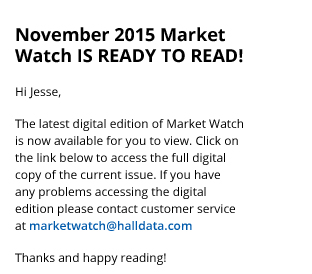 November 2015 Market
Watch IS READY TO READ!
Hi Jesse,
The latest digital edition of Market Watch
is now available for you to view. Click on
the link below to access the full digital
copy of the current issue. If you have
any problems accessing the digital
edition please contact customer service
at marketwatch@halldata.com
Thanks and happy reading!